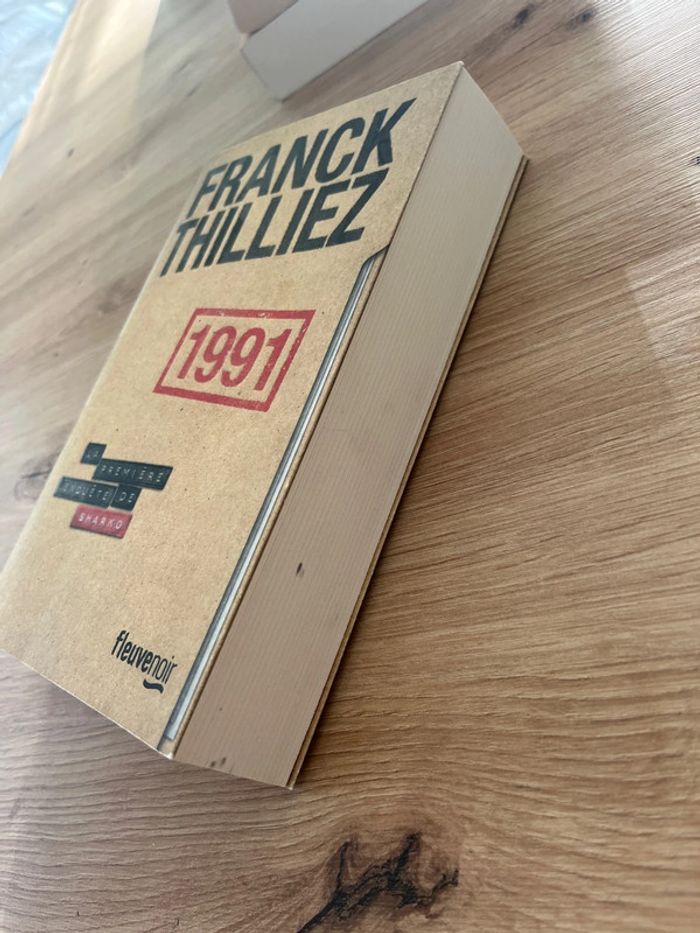 FRANCK
THILLIEZ
1991
LA
PREMIÈRE
ENQUÊTE DE
SHARKO
fleuvenoir